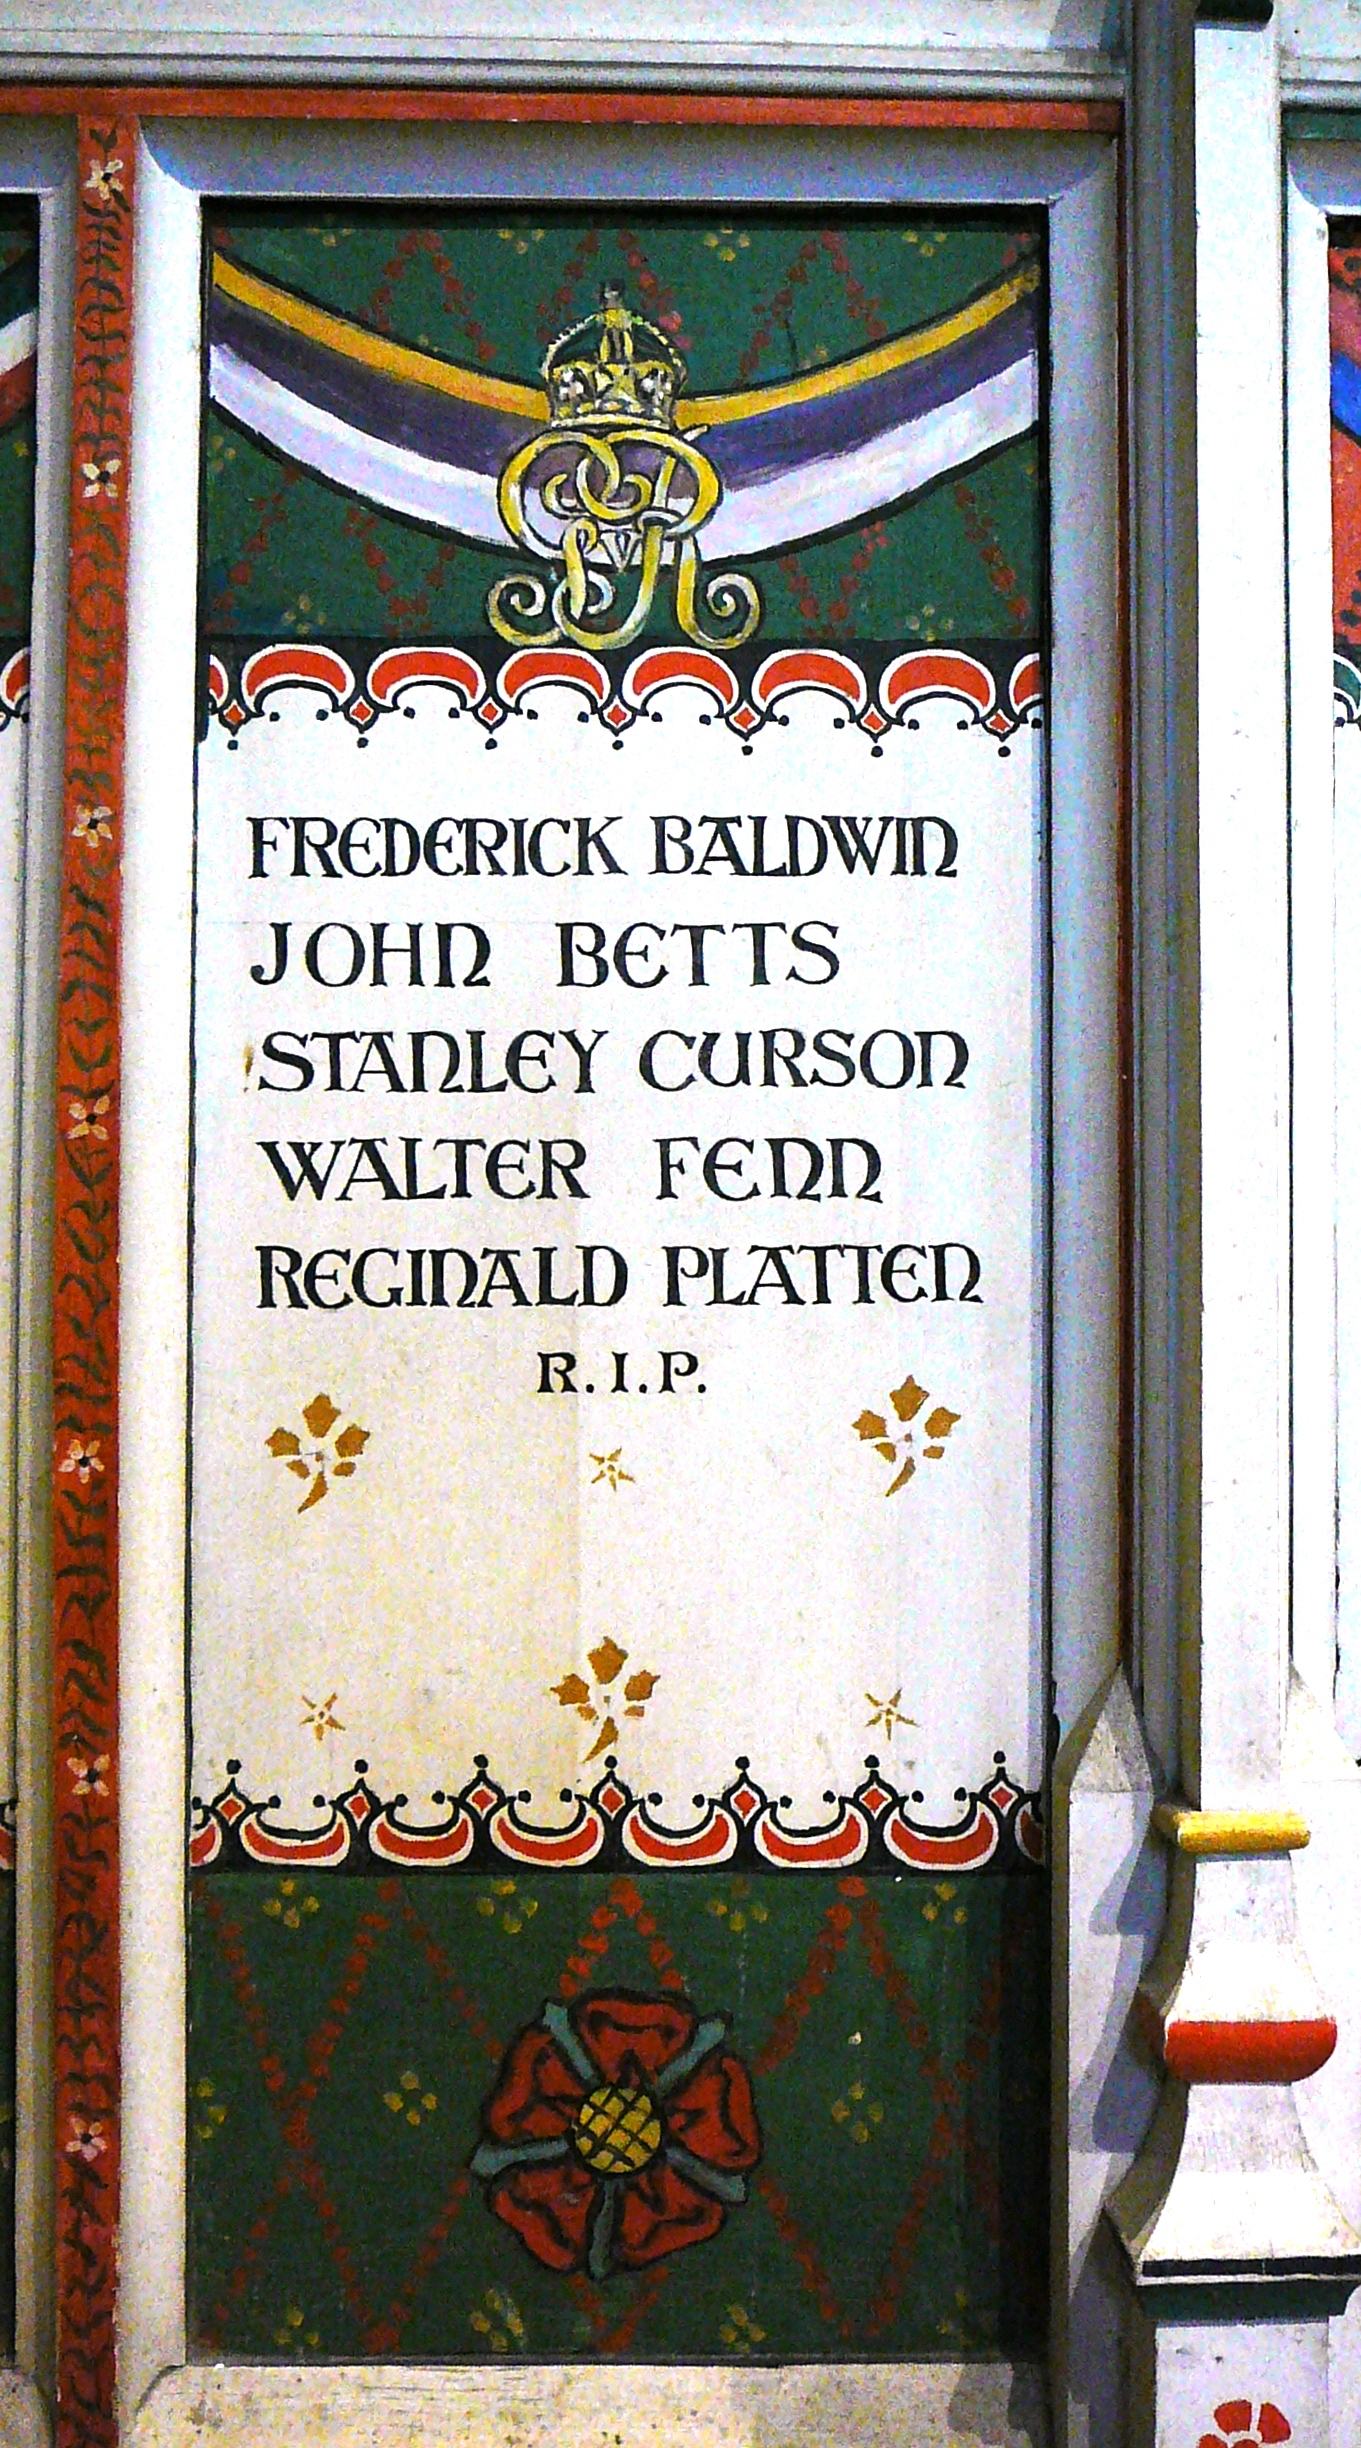 FREDERICK BALDWIN
JOHN BETTS
STANLEY CURSON
WALTER FENN
REGINALD PLATTEN
R.I.P.